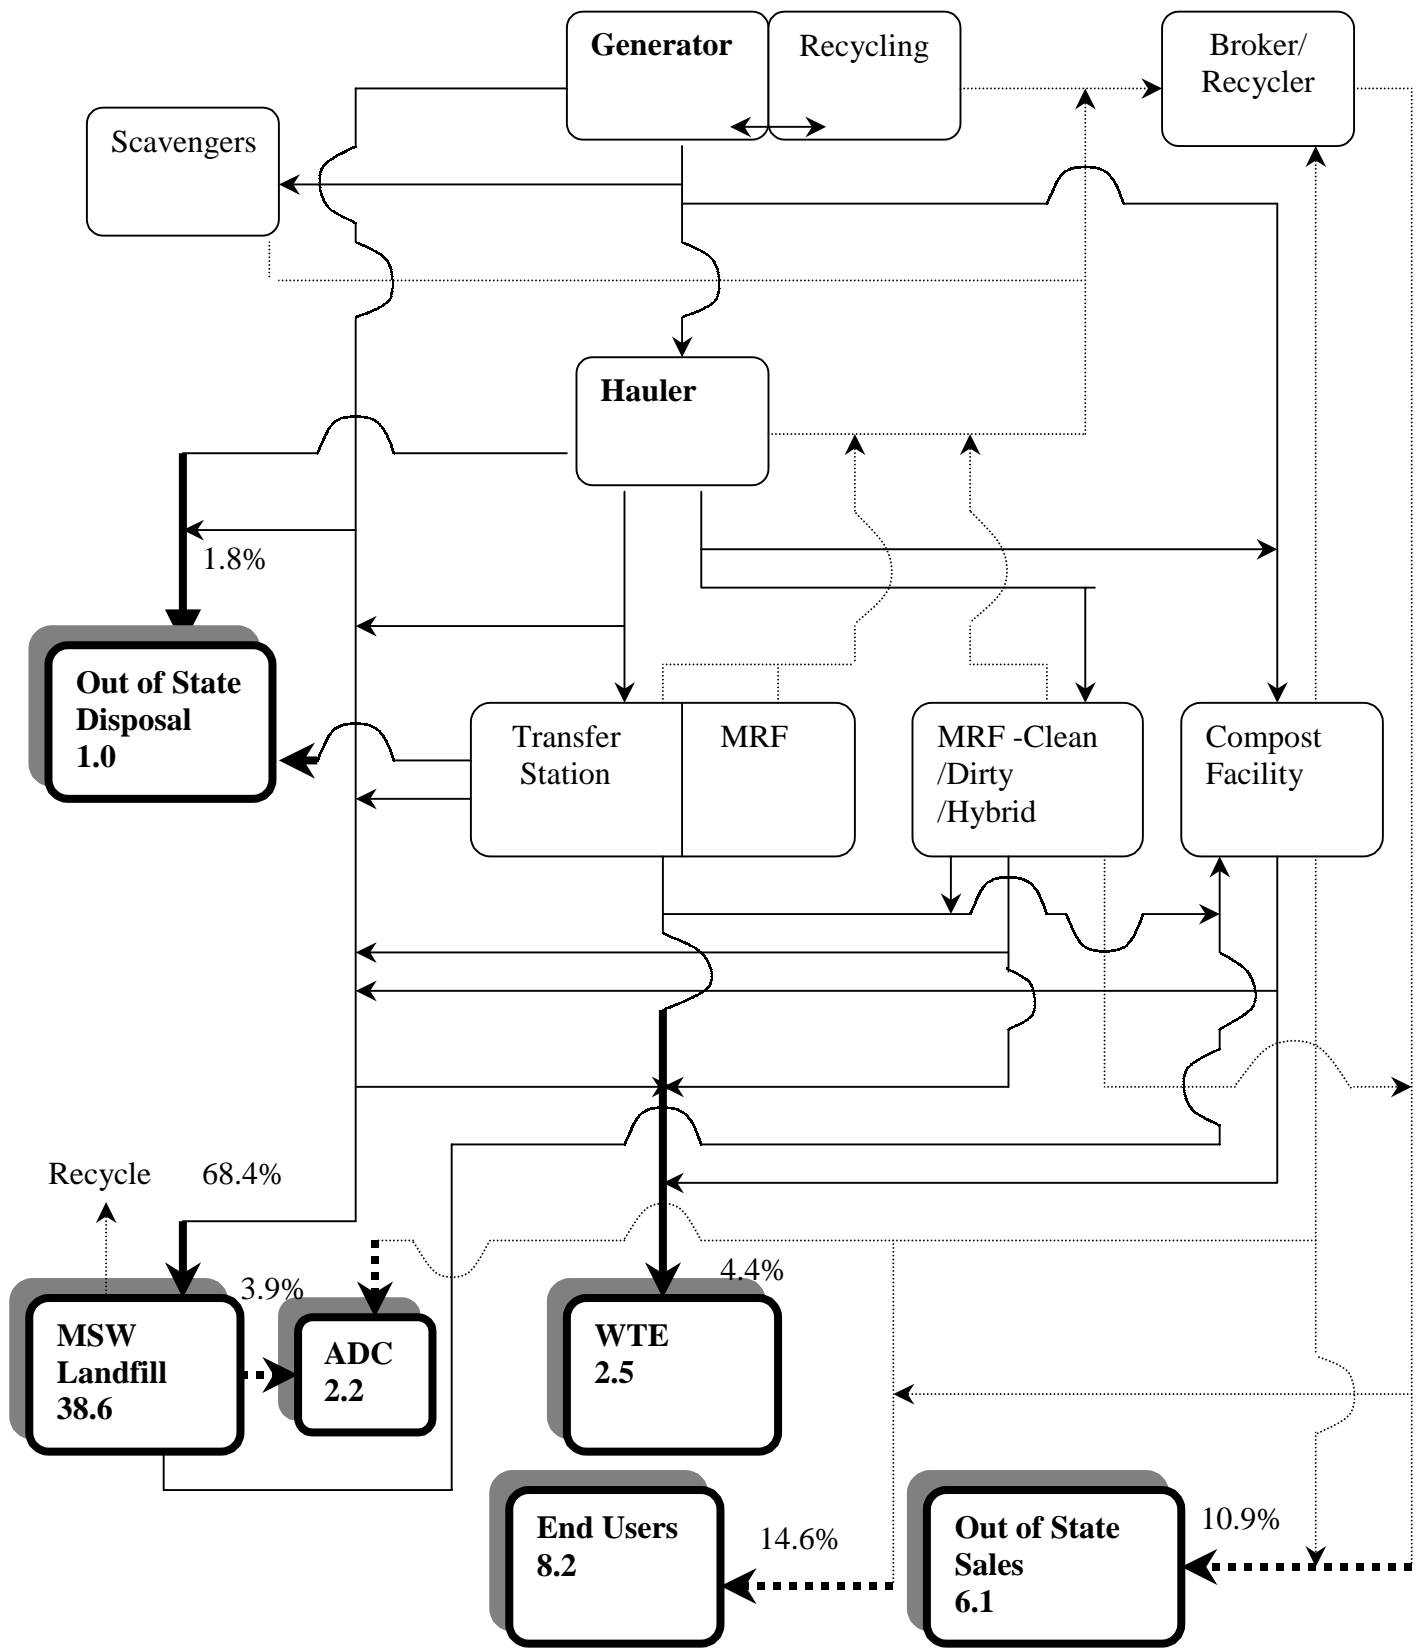 Generator
Recycling
Broker/
Recycler
Scavengers
Hauler
1.8%
Out of State
Disposal
1.0
Transfer
Station
MRF
MRF -Clean
/Dirty
/Hybrid
Compost
Facility
Recycle
68.4%
3.9%
4.4%
MSW
Landfill
38.6
ADC
2.2
WTE
2.5
End Users
8.2
14.6%
Out of State
Sales
6.1
10.9%